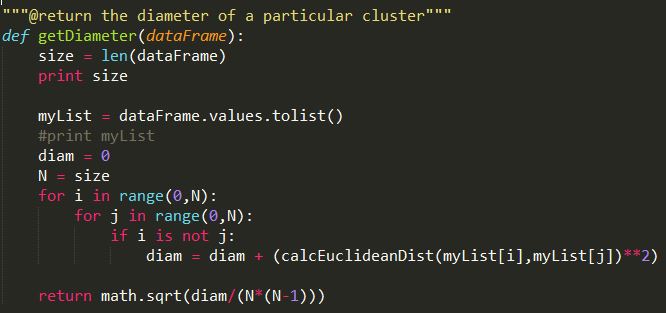 """@return the diameter of a particular cluster"""
def getDiameter(dataFrame):
    size = len(dataFrame)
    print size

    myList = dataFrame.values.tolist()
    #print myList
    diam = 0
    N = size
    for i in range(0,N):
        for j in range(0,N):
            if i is not j:
                diam = diam + (calcEuclideanDist(myList[i],myList[j])**2)

    return math.sqrt(diam/(N*(N-1)))